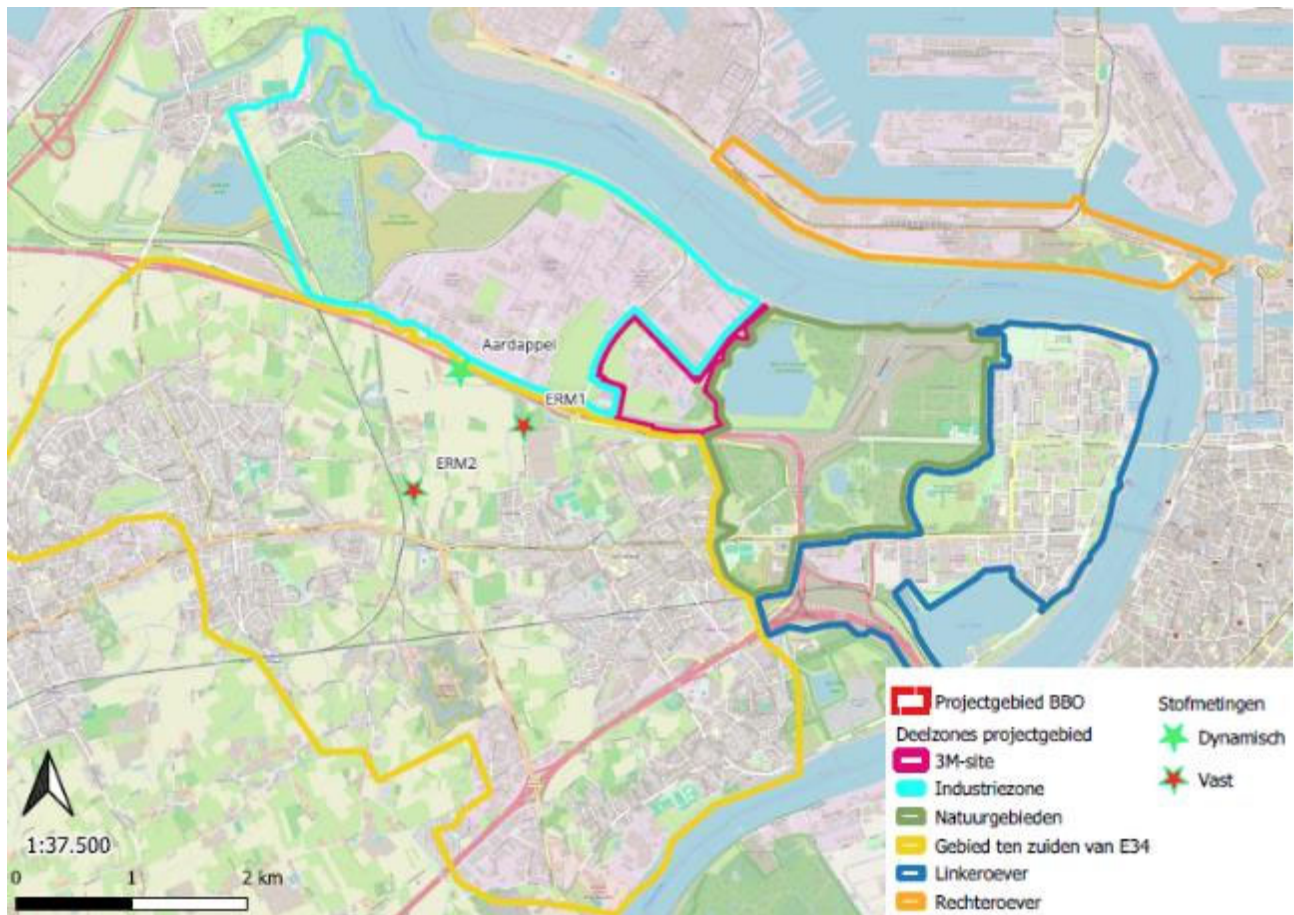 Aardappel
ERM1
ERM2
1:37.500
0 1 2 km
Projectgebied BBO
Deelzones projectgebied
3M-site
Industriezone
Natuurgebieden
Gebied ten zuiden van E34
Linkeroever
Rechteroever
Stofmetingen
Dynamisch
Vast